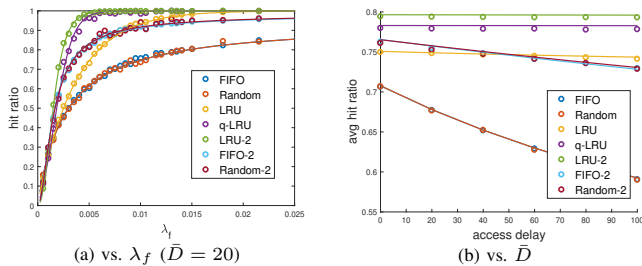 1
0.9
0.8
0.7
0.6
0.5
0.4
0.3
0.2
0.1
0
hit ratio
FIFO
Random
LRU
q-LRU
LRU-2
FIFO-2
Random-2
0 0.005 0.01 0.015 0.02 0.025
λf
(a) vs. λf (D̄ = 20)
0.8
0.75
0.7
0.65
0.6
0.55
avg hit ratio
FIFO
Random
LRU
q-LRU
LRU-2
FIFO-2
Random-2
0 20 40 60 80 100
access delay
(b) vs. D̄